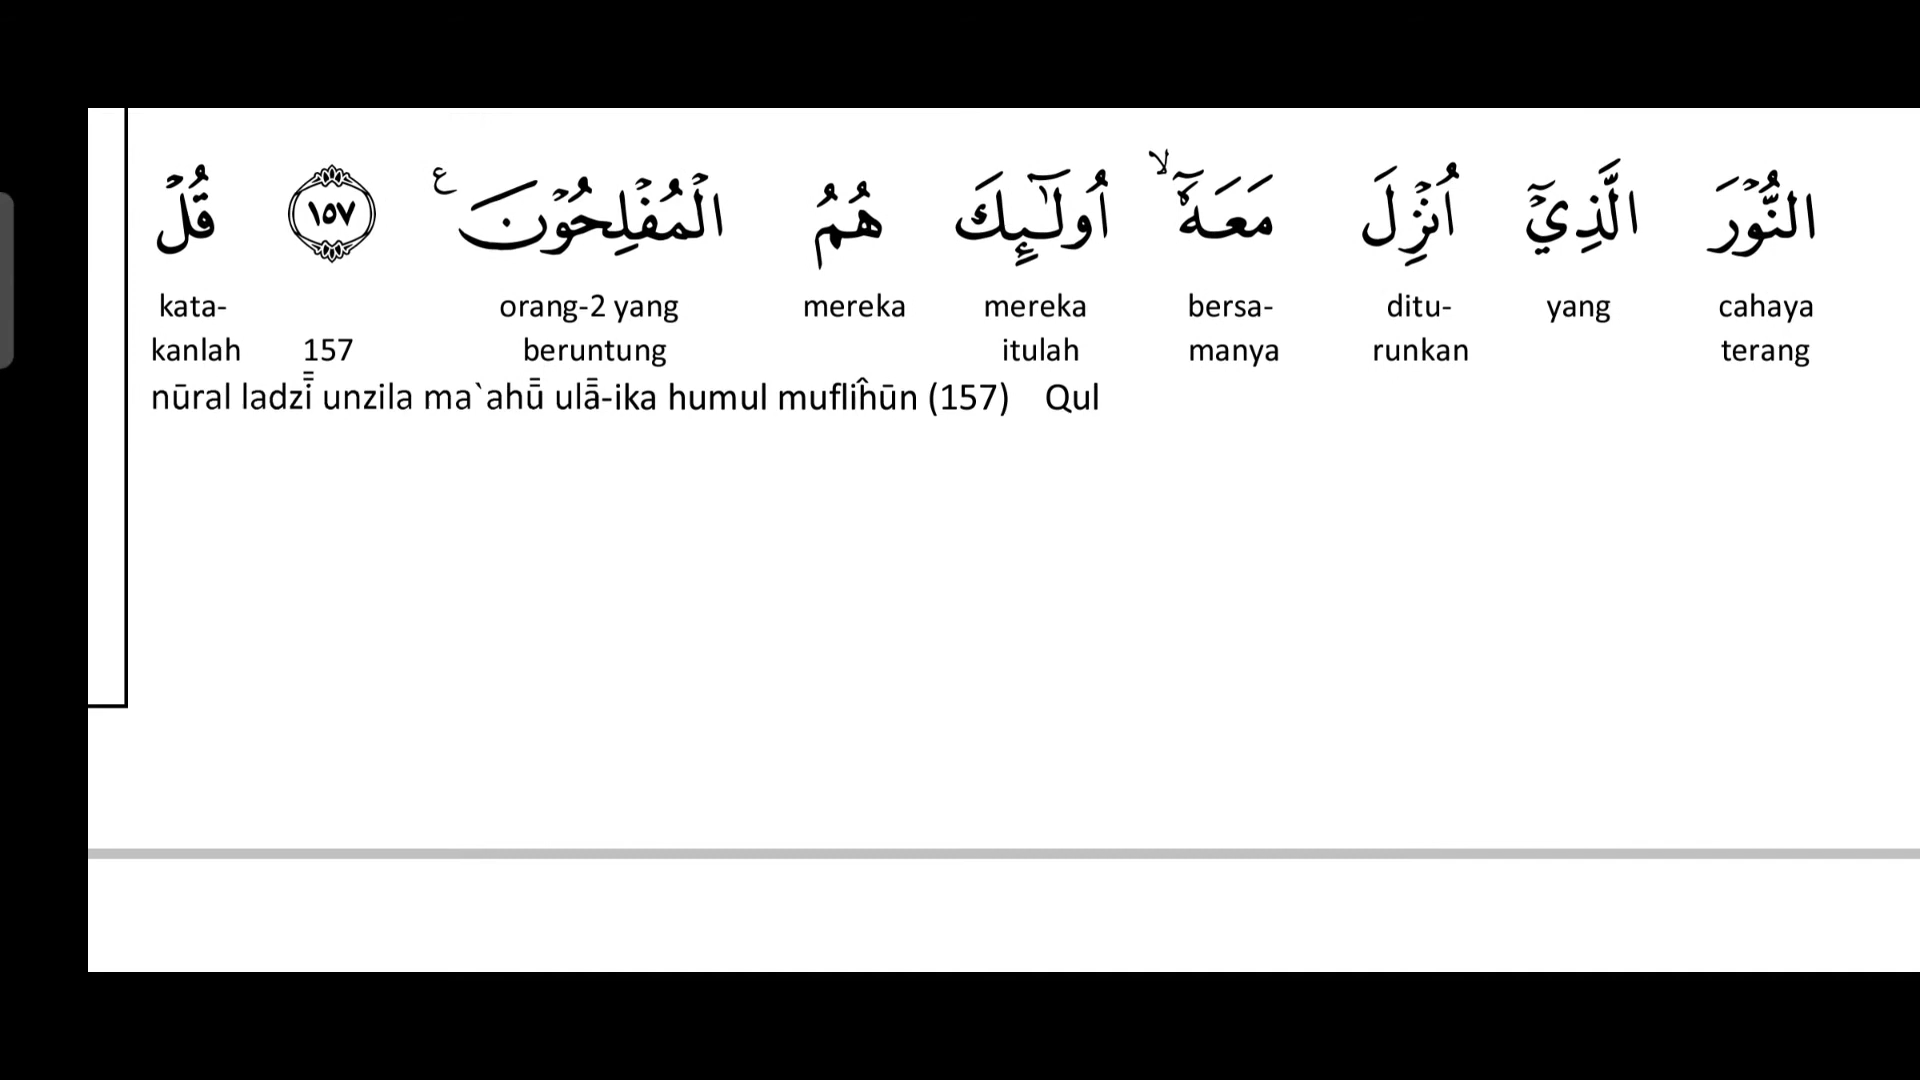 النُّوْرَ الَّذِيْٓ اُنْزِلَ مَعَهٗٓ ۙ اُولٰۤىِٕكَ هُمُ الْمُفْلِحُوْنَ ࣖ ١٥٧ قُلْ
cahaya yang ditu- bersa- mereka mereka orang-2 yang kata-
terang runkan manya itulah beruntung 157 kanlah
nūral ladzī̄ unzila ma`ahū̄ ulā̄-ika humul mufliĥūn (157) Qul